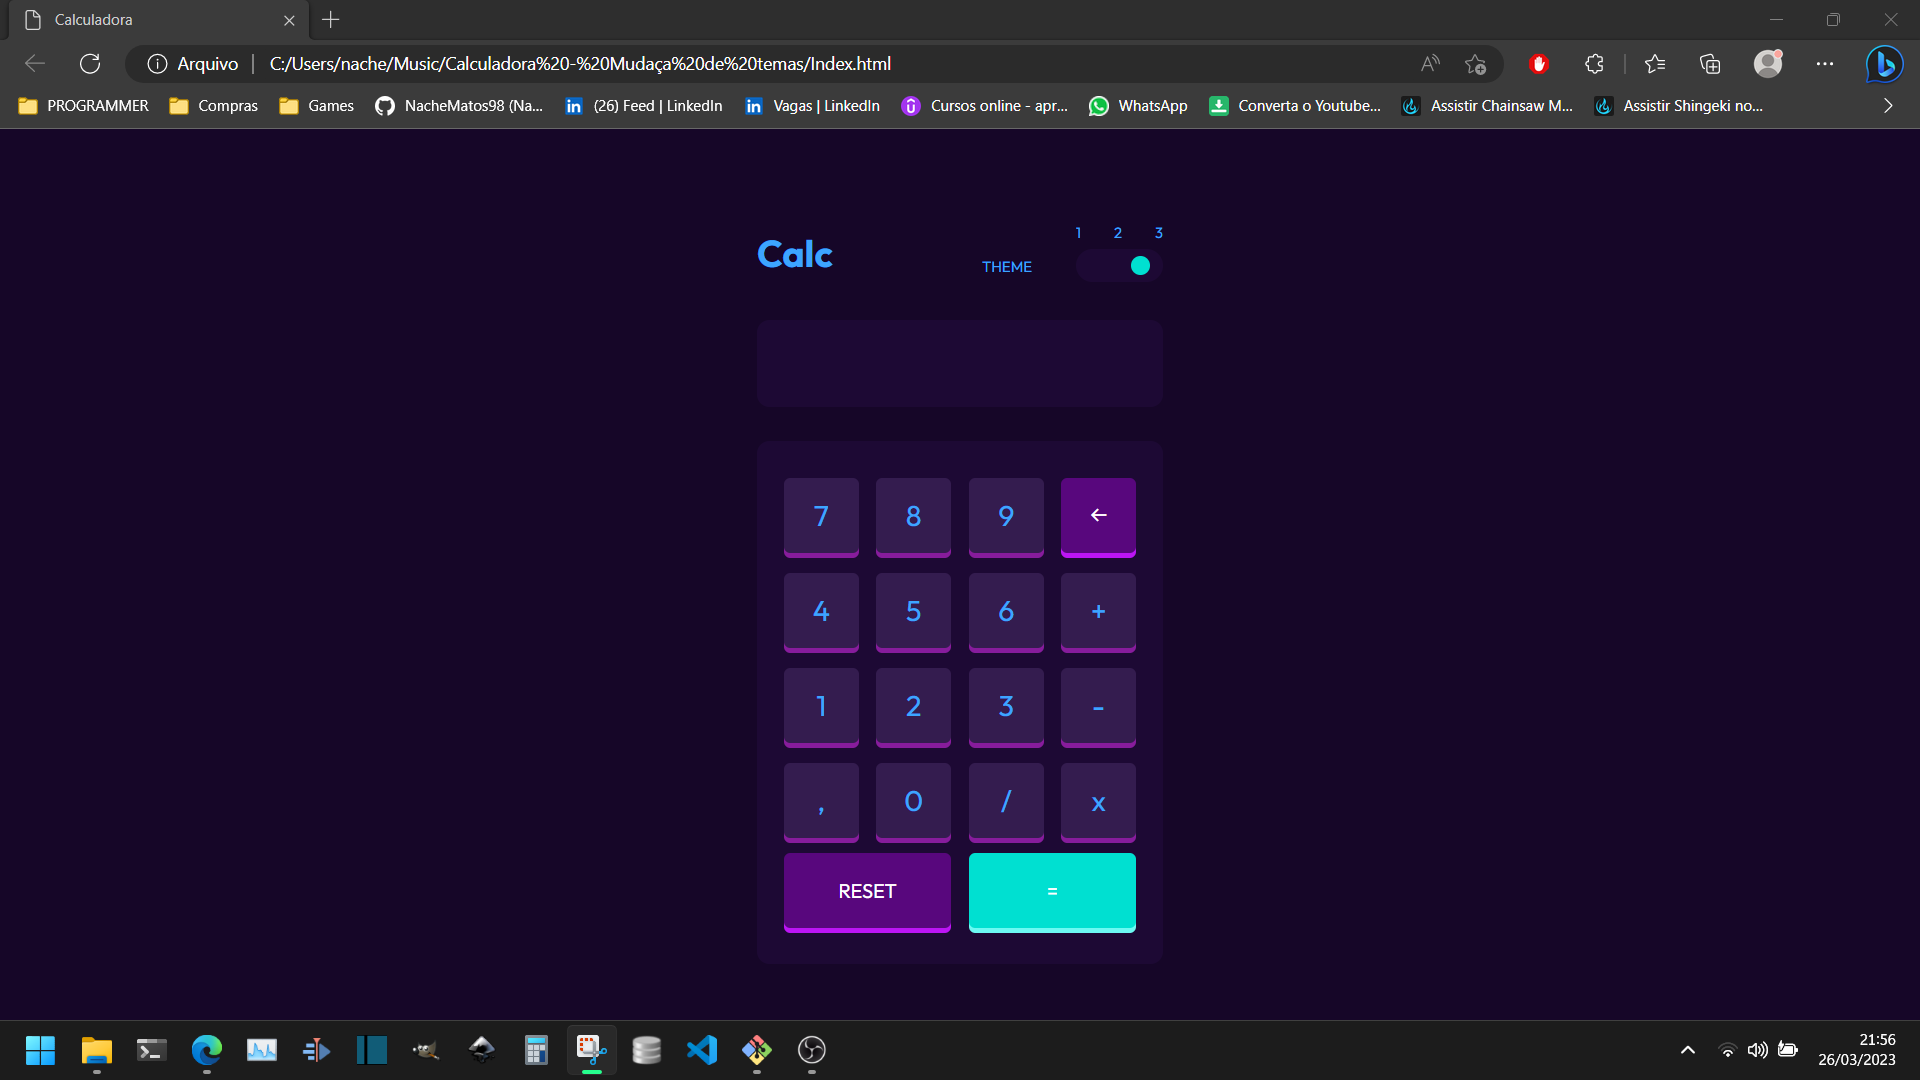 Calculadora
Arquivo
C:/Users/nache/Music/Calculadora%20-%20Mudaça%20de%20temas/Index.html
PROGRAMMER
Compras
Games
NacheMatos98 (Na...
(26) Feed | LinkedIn
Vagas | LinkedIn
Cursos online - apr...
WhatsApp
Converta o Youtube...
Assistir Chainsaw M...
Assistir Shingeki no...
Calc
THEME
1 2 3
7 8 9 ←
4 5 6 +
1 2 3 -
, 0 / x
RESET =
21:56
26/03/2023